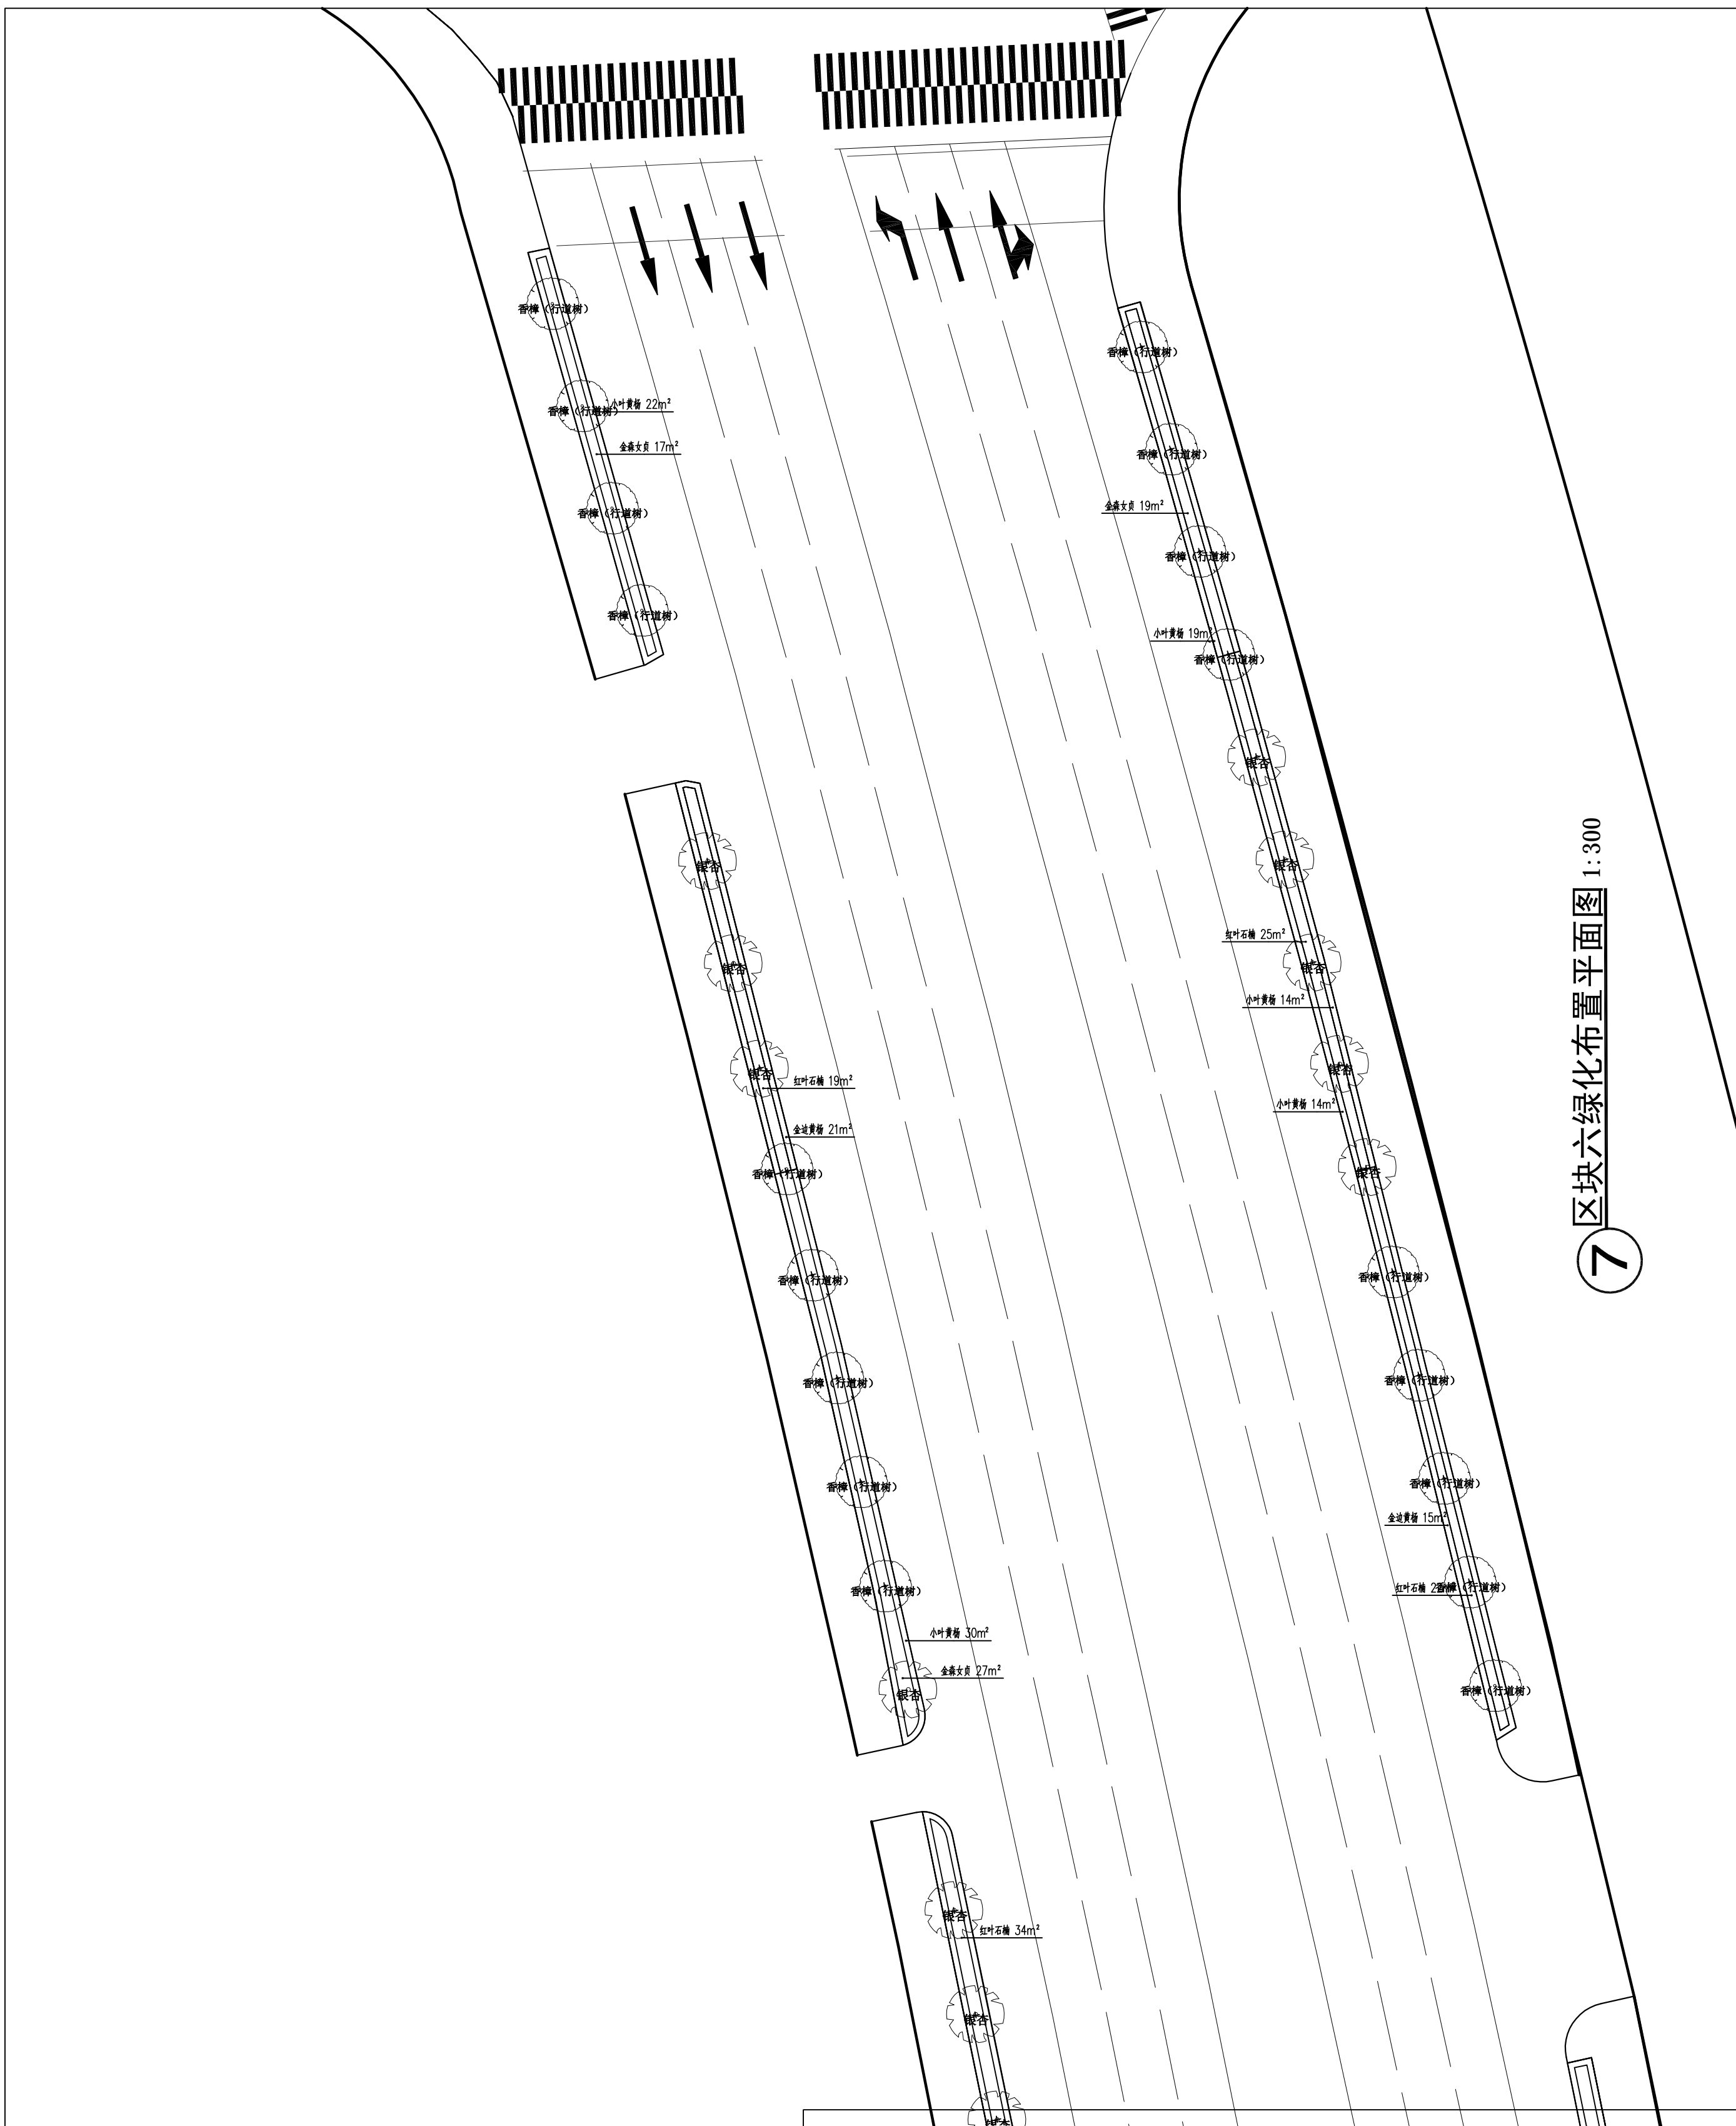 香樟（行道树）
香樟（行道树）
小叶黄杨 22m²
金森女贞 17m²
香樟（行道树）
香樟（行道树）
银杏
银杏
银杏
红叶石楠 19m²
金边黄杨 21m²
香樟（行道树）
香樟（行道树）
香樟（行道树）
香樟（行道树）
香樟（行道树）
小叶黄杨 30m²
金森女贞 27m²
银杏
银杏
红叶石楠 34m²
银杏
银杏
香樟（行道树）
香樟（行道树）
金森女贞 19m²
香樟（行道树）
小叶黄杨 19m²
香樟（行道树）
银杏
银杏
红叶石楠 25m²
银杏
小叶黄杨 14m²
银杏
小叶黄杨 14m²
银杏
香樟（行道树）
香樟（行道树）
香樟（行道树）
金边黄杨 15m²
红叶石楠
香樟（行道树）
香樟（行道树）
7 区块六绿化布置平面图 1:300